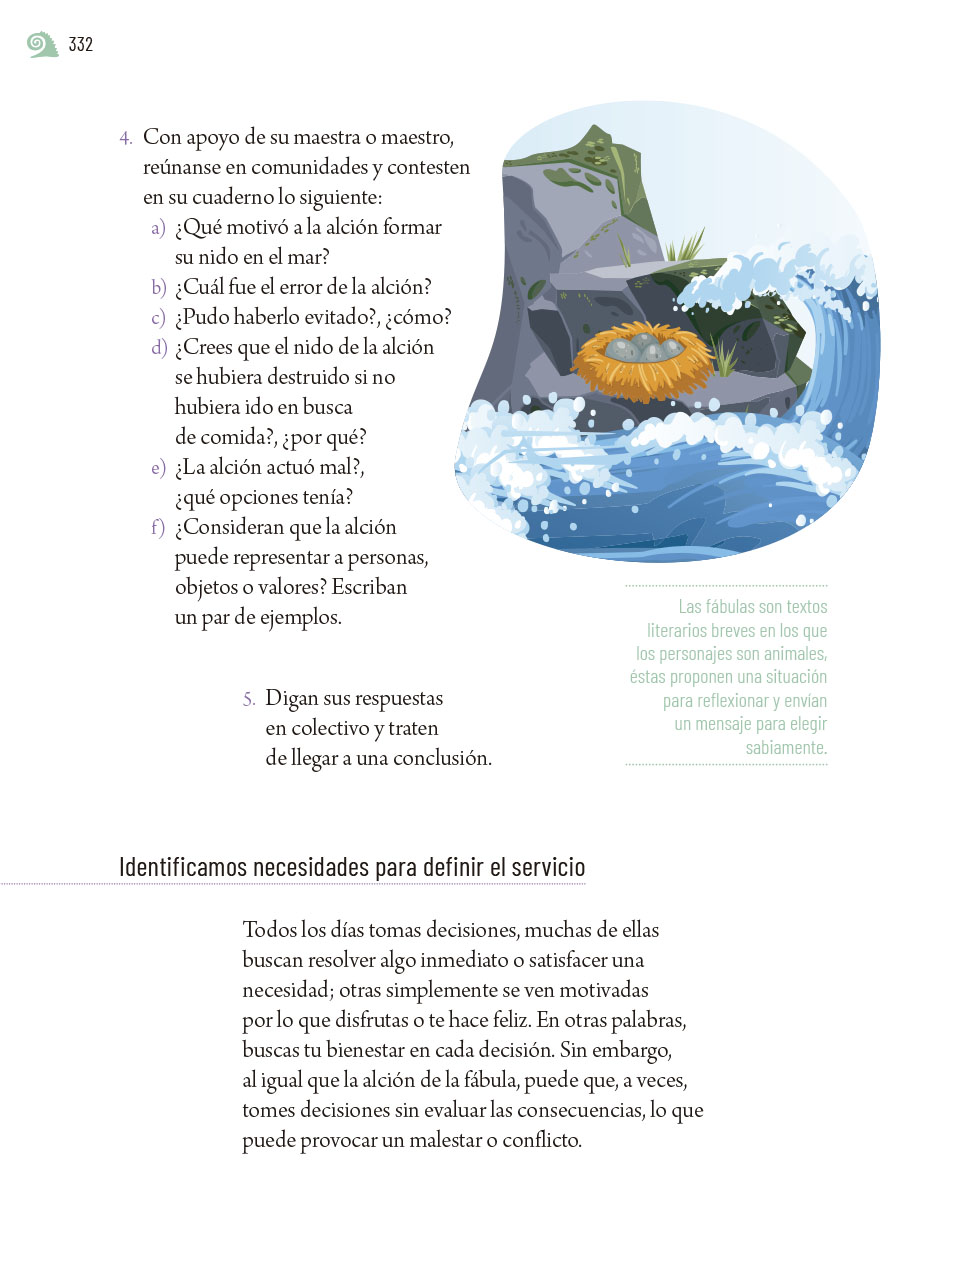 332
4. Con apoyo de su maestra o maestro,
reúnanse en comunidades y contesten
en su cuaderno lo siguiente:
a) ¿Qué motivó a la alción formar
su nido en el mar?
b) ¿Cuál fue el error de la alción?
c) ¿Pudo haberlo evitado?, ¿cómo?
d) ¿Crees que el nido de la alción
se hubiera destruido si no
hubiera ido en busca
de comida?, ¿por qué?
e) ¿La alción actuó mal?,
¿qué opciones tenía?
f) ¿Consideran que la alción
puede representar a personas,
objetos o valores? Escriban
un par de ejemplos.
5. Digan sus respuestas
en colectivo y traten
de llegar a una conclusión.
Las fábulas son textos
literarios breves en los que
los personajes son animales,
éstas proponen una situación
para reflexionar y envían
un mensaje para elegir
sabiamente.
Identificamos necesidades para definir el servicio
Todos los días tomas decisiones, muchas de ellas
buscan resolver algo inmediato o satisfacer una
necesidad; otras simplemente se ven motivadas
por lo que disfrutas o te hace feliz. En otras palabras,
buscas tu bienestar en cada decisión. Sin embargo,
al igual que la alción de la fábula, puede que, a veces,
tomes decisiones sin evaluar las consecuencias, lo que
puede provocar un malestar o conflicto.